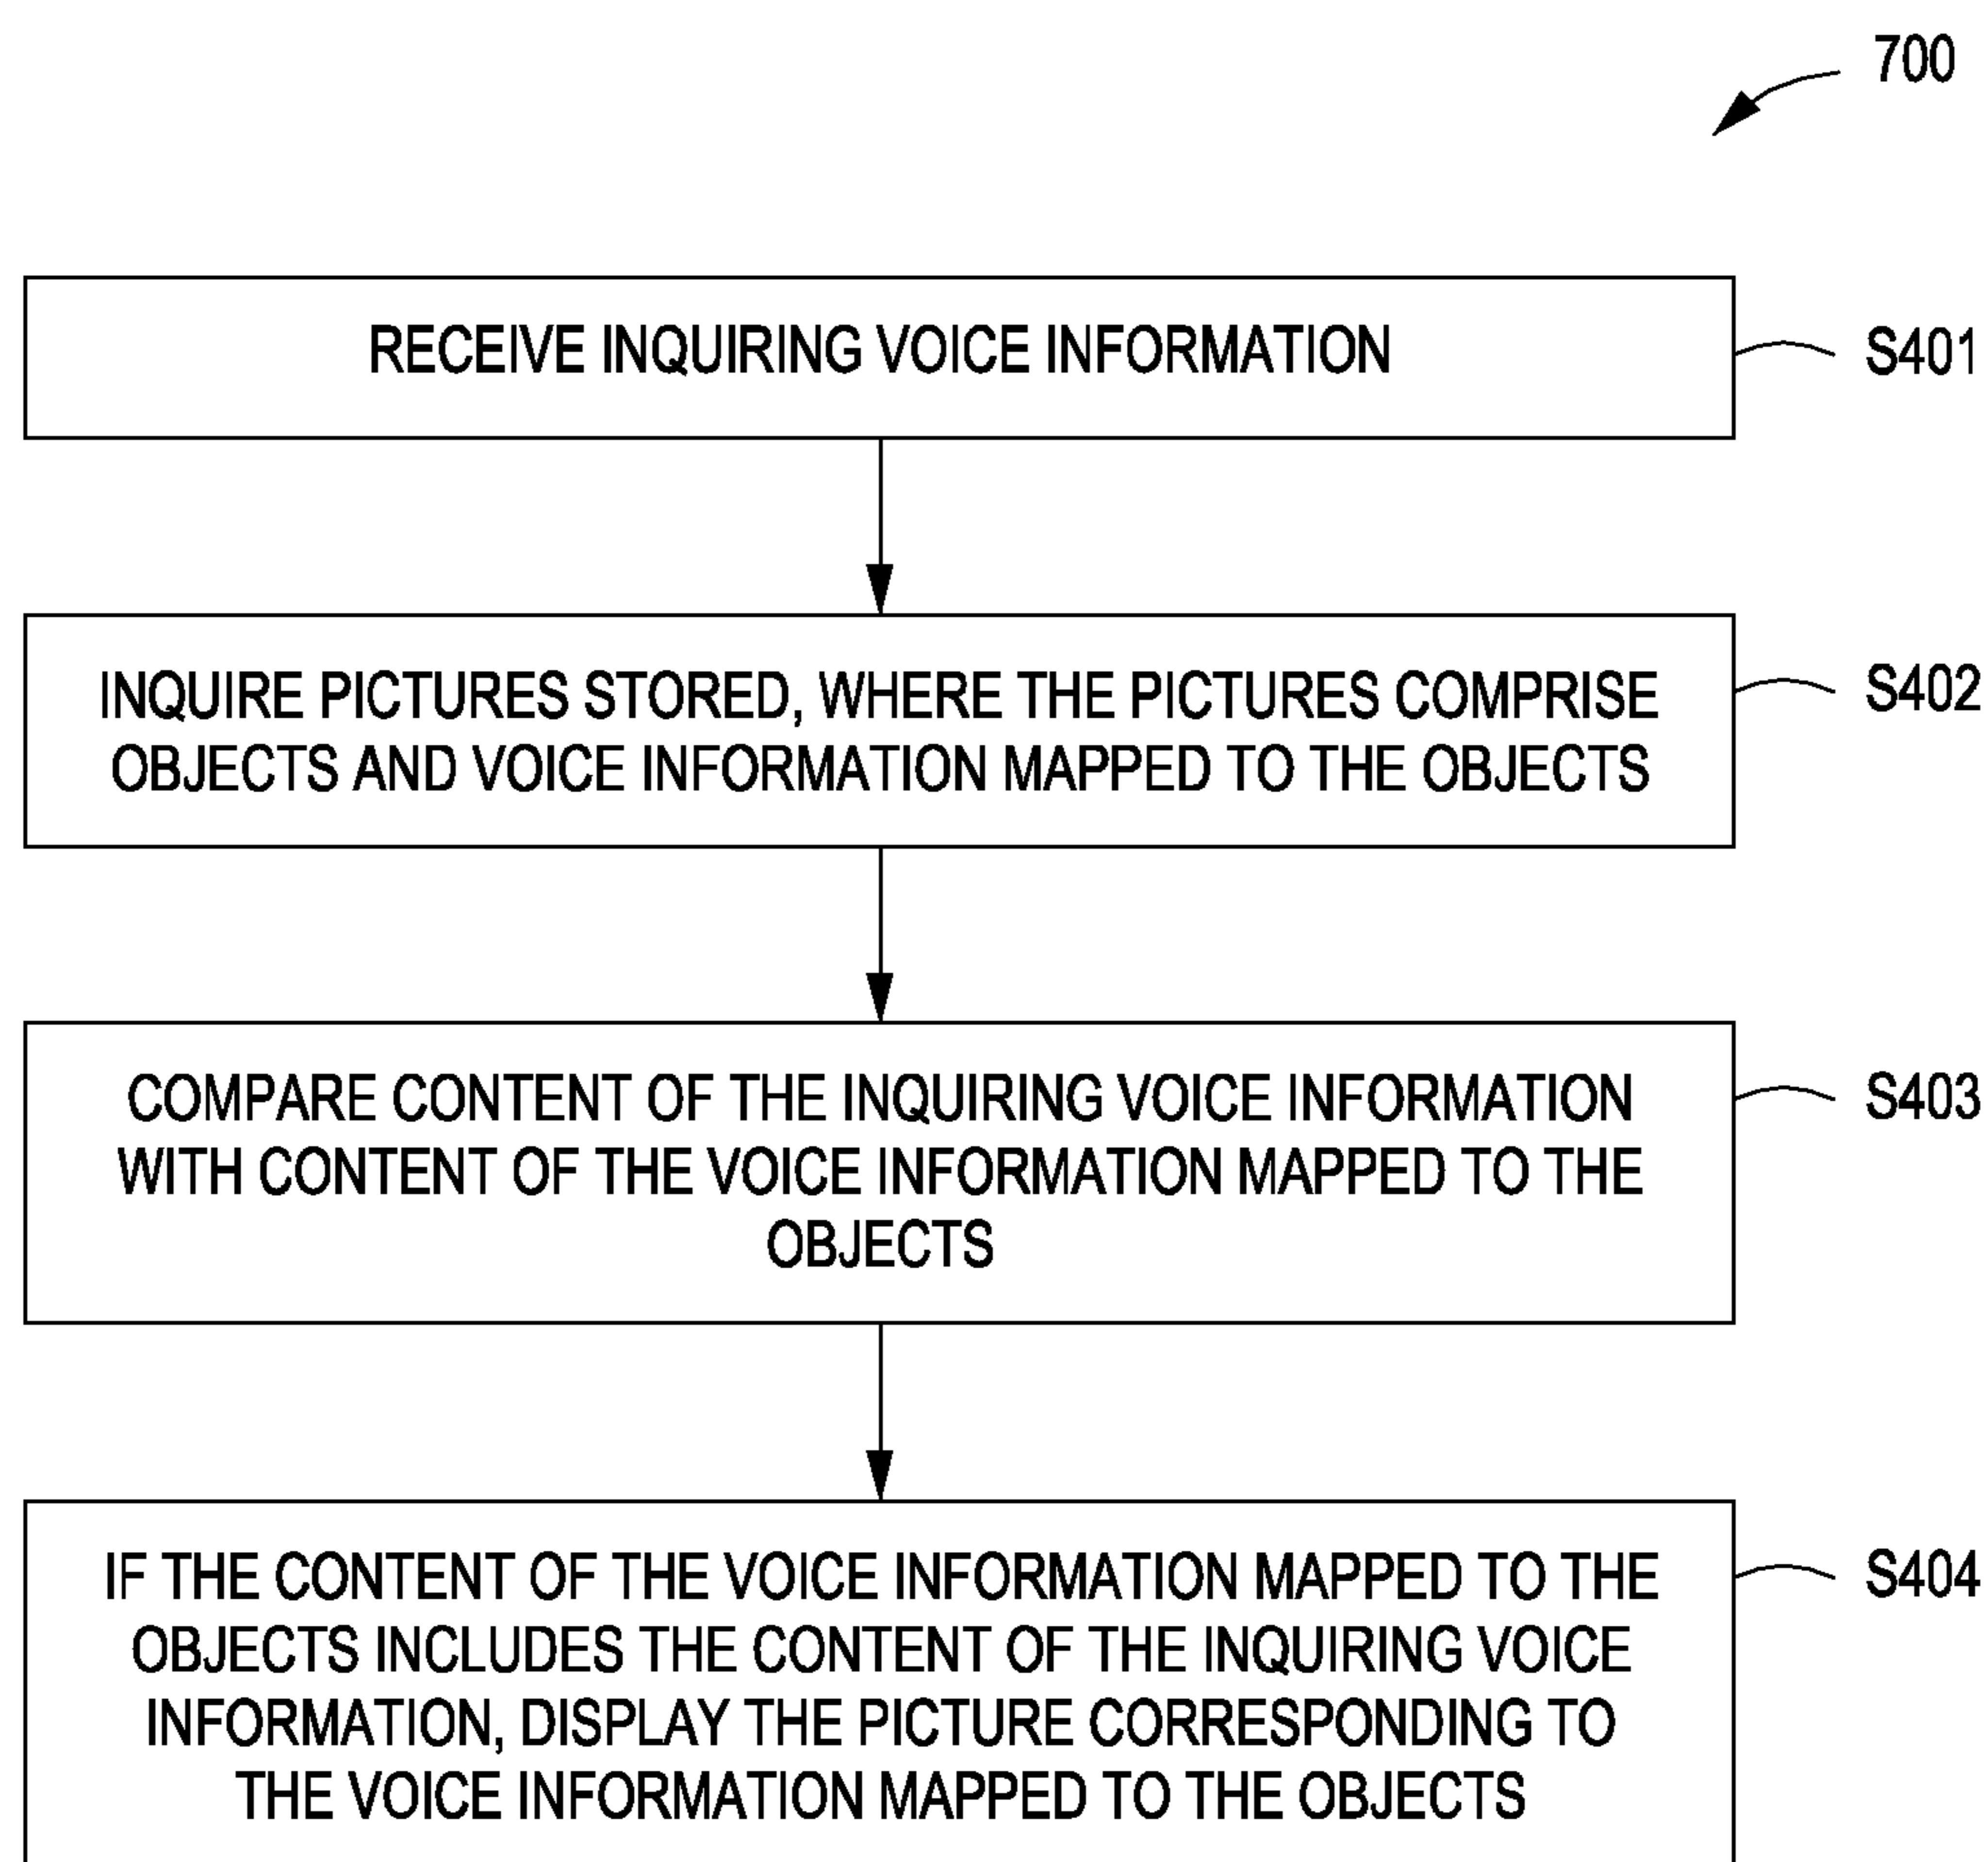 700
RECEIVE INQUIRING VOICE INFORMATION
S401
INQUIRE PICTURES STORED, WHERE THE PICTURES COMPRISE
OBJECTS AND VOICE INFORMATION MAPPED TO THE OBJECTS
S402
COMPARE CONTENT OF THE INQUIRING VOICE INFORMATION
WITH CONTENT OF THE VOICE INFORMATION MAPPED TO THE
OBJECTS
S403
IF THE CONTENT OF THE VOICE INFORMATION MAPPED TO THE
OBJECTS INCLUDES THE CONTENT OF THE INQUIRING VOICE
INFORMATION, DISPLAY THE PICTURE CORRESPONDING TO
THE VOICE INFORMATION MAPPED TO THE OBJECTS
S404